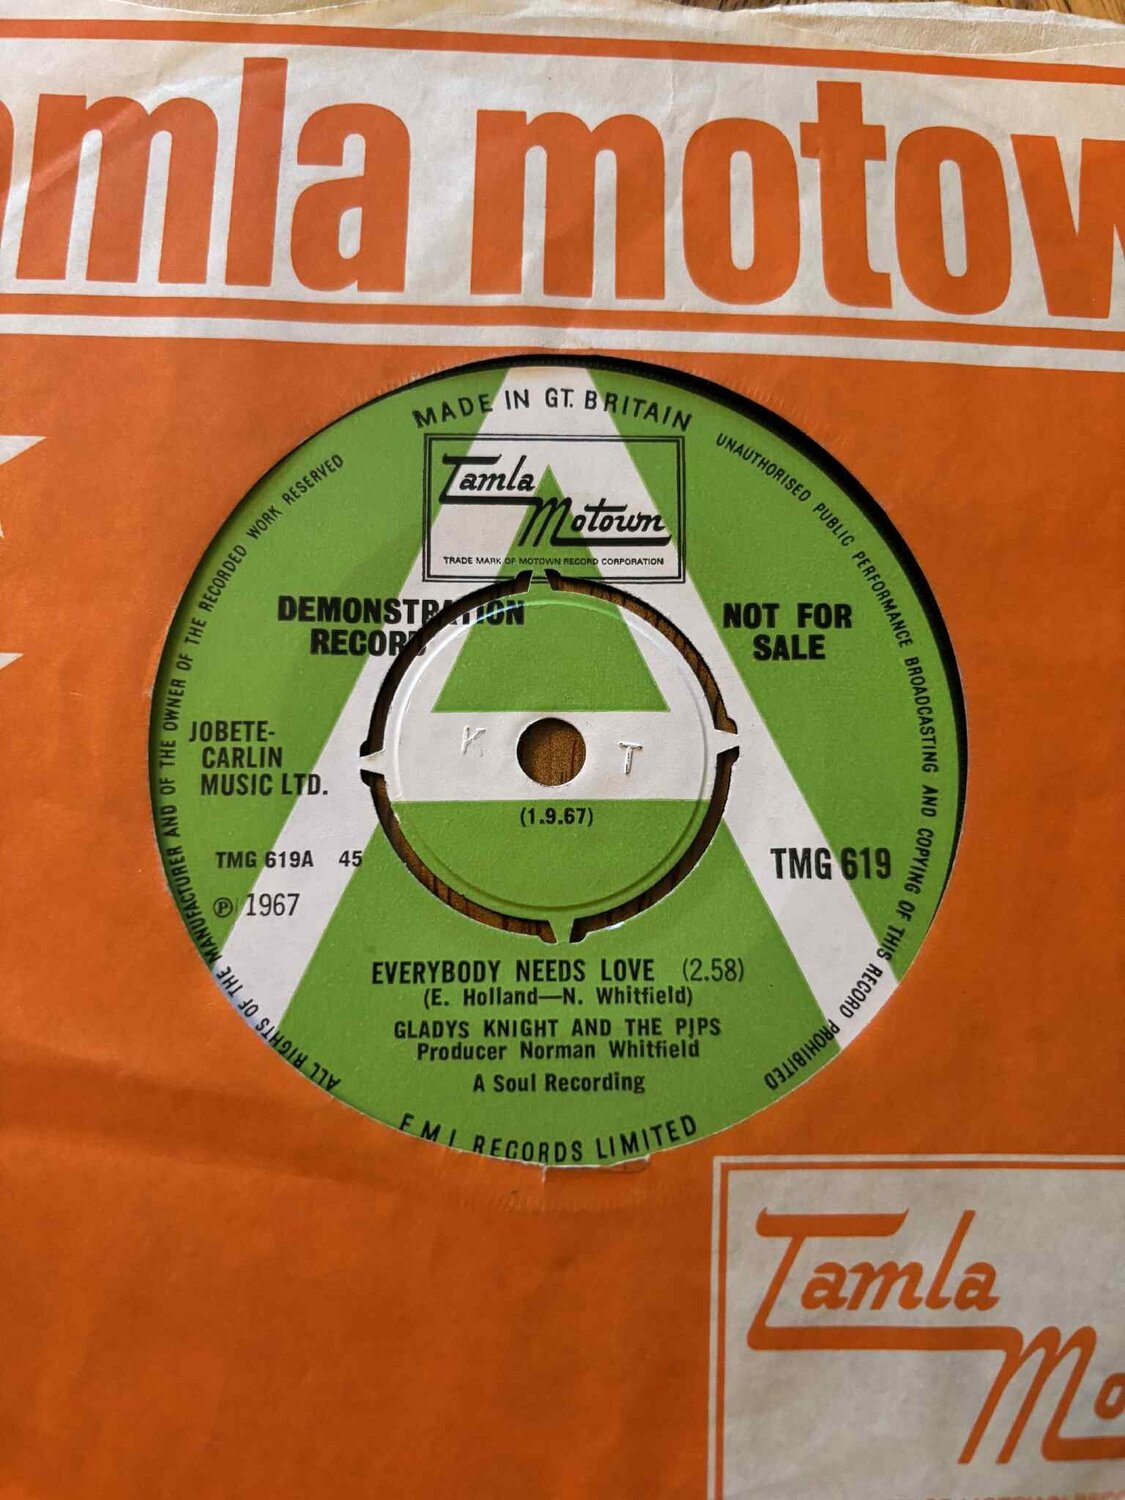 amla motow
MADE IN GT. BRITAIN
Tamla
Motown
TRADE MARK OF MOTOWN RECORD CORPORATION
UNAUTHORISED PUBLIC PERFORMANCE BROADCASTING AND COPYING OF THIS RECORD PROHIBITED
ALL RIGHTS OF THE MANUFACTURER AND OF THE OWNER OF THE RECORDED WORK RESERVED
DEMONSTRATION
RECORD
NOT FOR
SALE
JOBETE-
CARLIN
MUSIC LTD.
K T
(1.9.67)
TMG 619A 45
℗ 1967
TMG 619
EVERYBODY NEEDS LOVE (2.58)
(E. Holland—N. Whitfield)
GLADYS KNIGHT AND THE PIPS
Producer Norman Whitfield
A Soul Recording
E.M.I. RECORDS LIMITED
Tamla
Mo